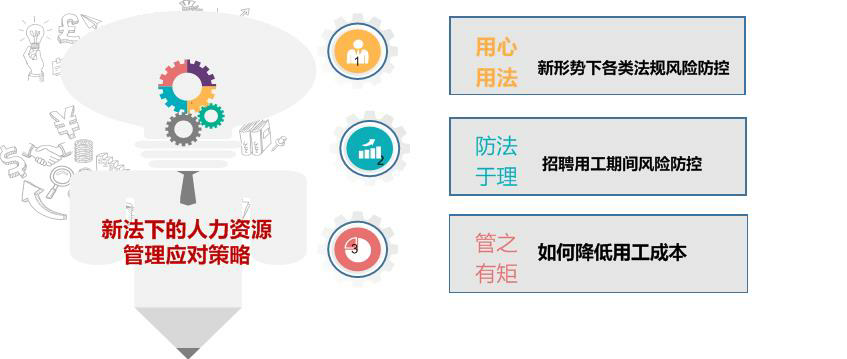 新法下的人力资源
管理应对策略
1
用心
用法
新形势下各类法规风险防控
2
防法
于理
招聘用工期间风险防控
3
管之
有矩
如何降低用工成本